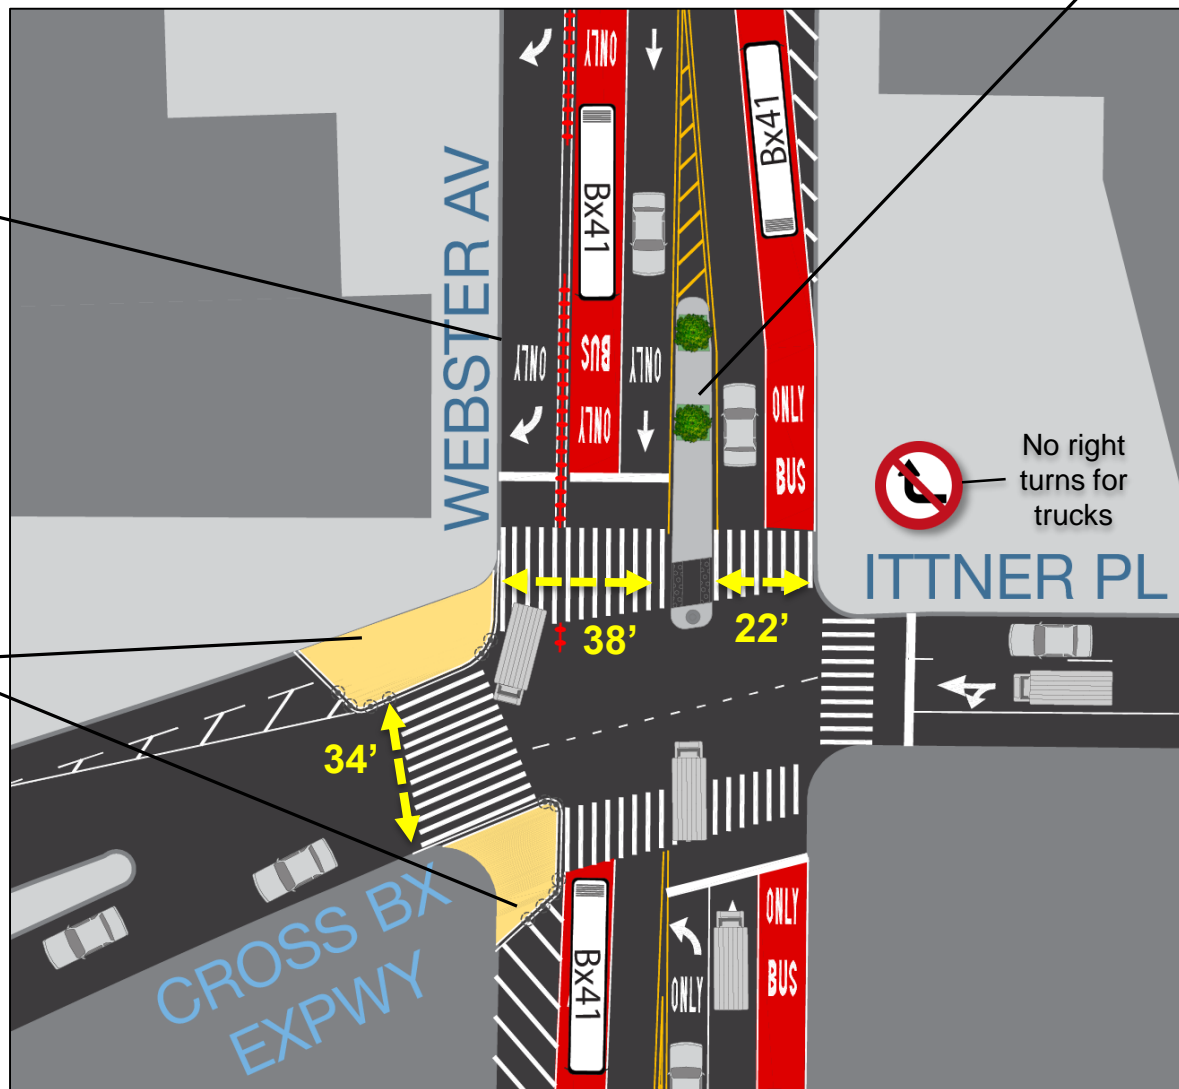 ONLY
Bx41
Bx41
WEBSTER AV
ONLY
BUS
ONLY
ONLY
ONLY
BUS
No right
turns for
trucks
ITTNER PL
38’
22’
34’
CROSS BX
EXPWY
Bx41
ONLY
ONLY
BUS